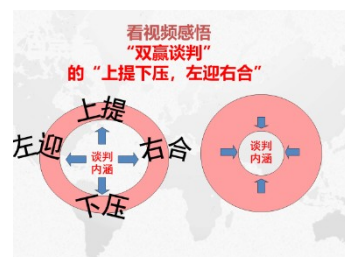 看视频感悟
“双赢谈判”
的“上提下压，左迎右合”
上提
左迎
谈判
内涵
右合
下压
谈判
内涵